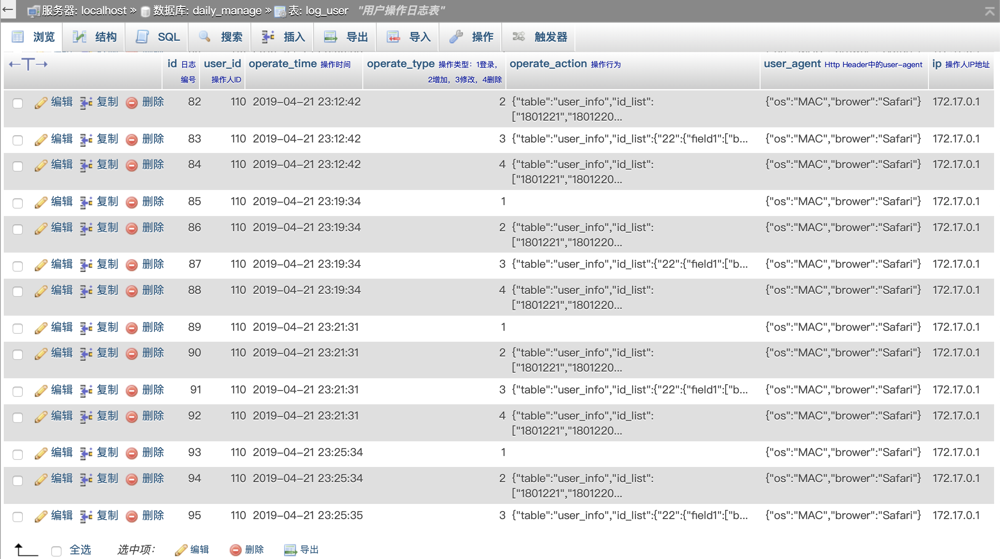 服务器: localhost » 数据库: daily_manage » 表: log_user "用户操作日志表"
浏览 结构 SQL 搜索 插入 导出 导入 操作 触发器
id 日志编号 user_id 操作人ID operate_time 操作时间 operate_type 操作类型：1登录，2增加，3修改，4删除 operate_action 操作行为 user_agent Http Header中的user-agent ip 操作人IP地址
编辑 复制 删除 82 110 2019-04-21 23:12:42 2 {"table":"user_info","id_list":
["1801221","1801220...
{"os":"MAC","brower":"Safari"} 172.17.0.1
编辑 复制 删除 83 110 2019-04-21 23:12:42 3 {"table":"user_info","id_list":{"22":{"field1":["b... {"os":"MAC","brower":"Safari"} 172.17.0.1
编辑 复制 删除 84 110 2019-04-21 23:12:42 4 {"table":"user_info","id_list":
["1801221","1801220...
{"os":"MAC","brower":"Safari"} 172.17.0.1
编辑 复制 删除 85 110 2019-04-21 23:19:34 1 {"os":"MAC","brower":"Safari"} 172.17.0.1
编辑 复制 删除 86 110 2019-04-21 23:19:34 2 {"table":"user_info","id_list":
["1801221","1801220...
{"os":"MAC","brower":"Safari"} 172.17.0.1
编辑 复制 删除 87 110 2019-04-21 23:19:34 3 {"table":"user_info","id_list":{"22":{"field1":["b... {"os":"MAC","brower":"Safari"} 172.17.0.1
编辑 复制 删除 88 110 2019-04-21 23:19:34 4 {"table":"user_info","id_list":
["1801221","1801220...
{"os":"MAC","brower":"Safari"} 172.17.0.1
编辑 复制 删除 89 110 2019-04-21 23:21:31 1 {"os":"MAC","brower":"Safari"} 172.17.0.1
编辑 复制 删除 90 110 2019-04-21 23:21:31 2 {"table":"user_info","id_list":
["1801221","1801220...
{"os":"MAC","brower":"Safari"} 172.17.0.1
编辑 复制 删除 91 110 2019-04-21 23:21:31 3 {"table":"user_info","id_list":{"22":{"field1":["b... {"os":"MAC","brower":"Safari"} 172.17.0.1
编辑 复制 删除 92 110 2019-04-21 23:21:31 4 {"table":"user_info","id_list":
["1801221","1801220...
{"os":"MAC","brower":"Safari"} 172.17.0.1
编辑 复制 删除 93 110 2019-04-21 23:25:34 1 {"os":"MAC","brower":"Safari"} 172.17.0.1
编辑 复制 删除 94 110 2019-04-21 23:25:34 2 {"table":"user_info","id_list":
["1801221","1801220...
{"os":"MAC","brower":"Safari"} 172.17.0.1
编辑 复制 删除 95 110 2019-04-21 23:25:35 3 {"table":"user_info","id_list":{"22":{"field1":["b... {"os":"MAC","brower":"Safari"} 172.17.0.1
全选 选中项： 编辑 删除 导出